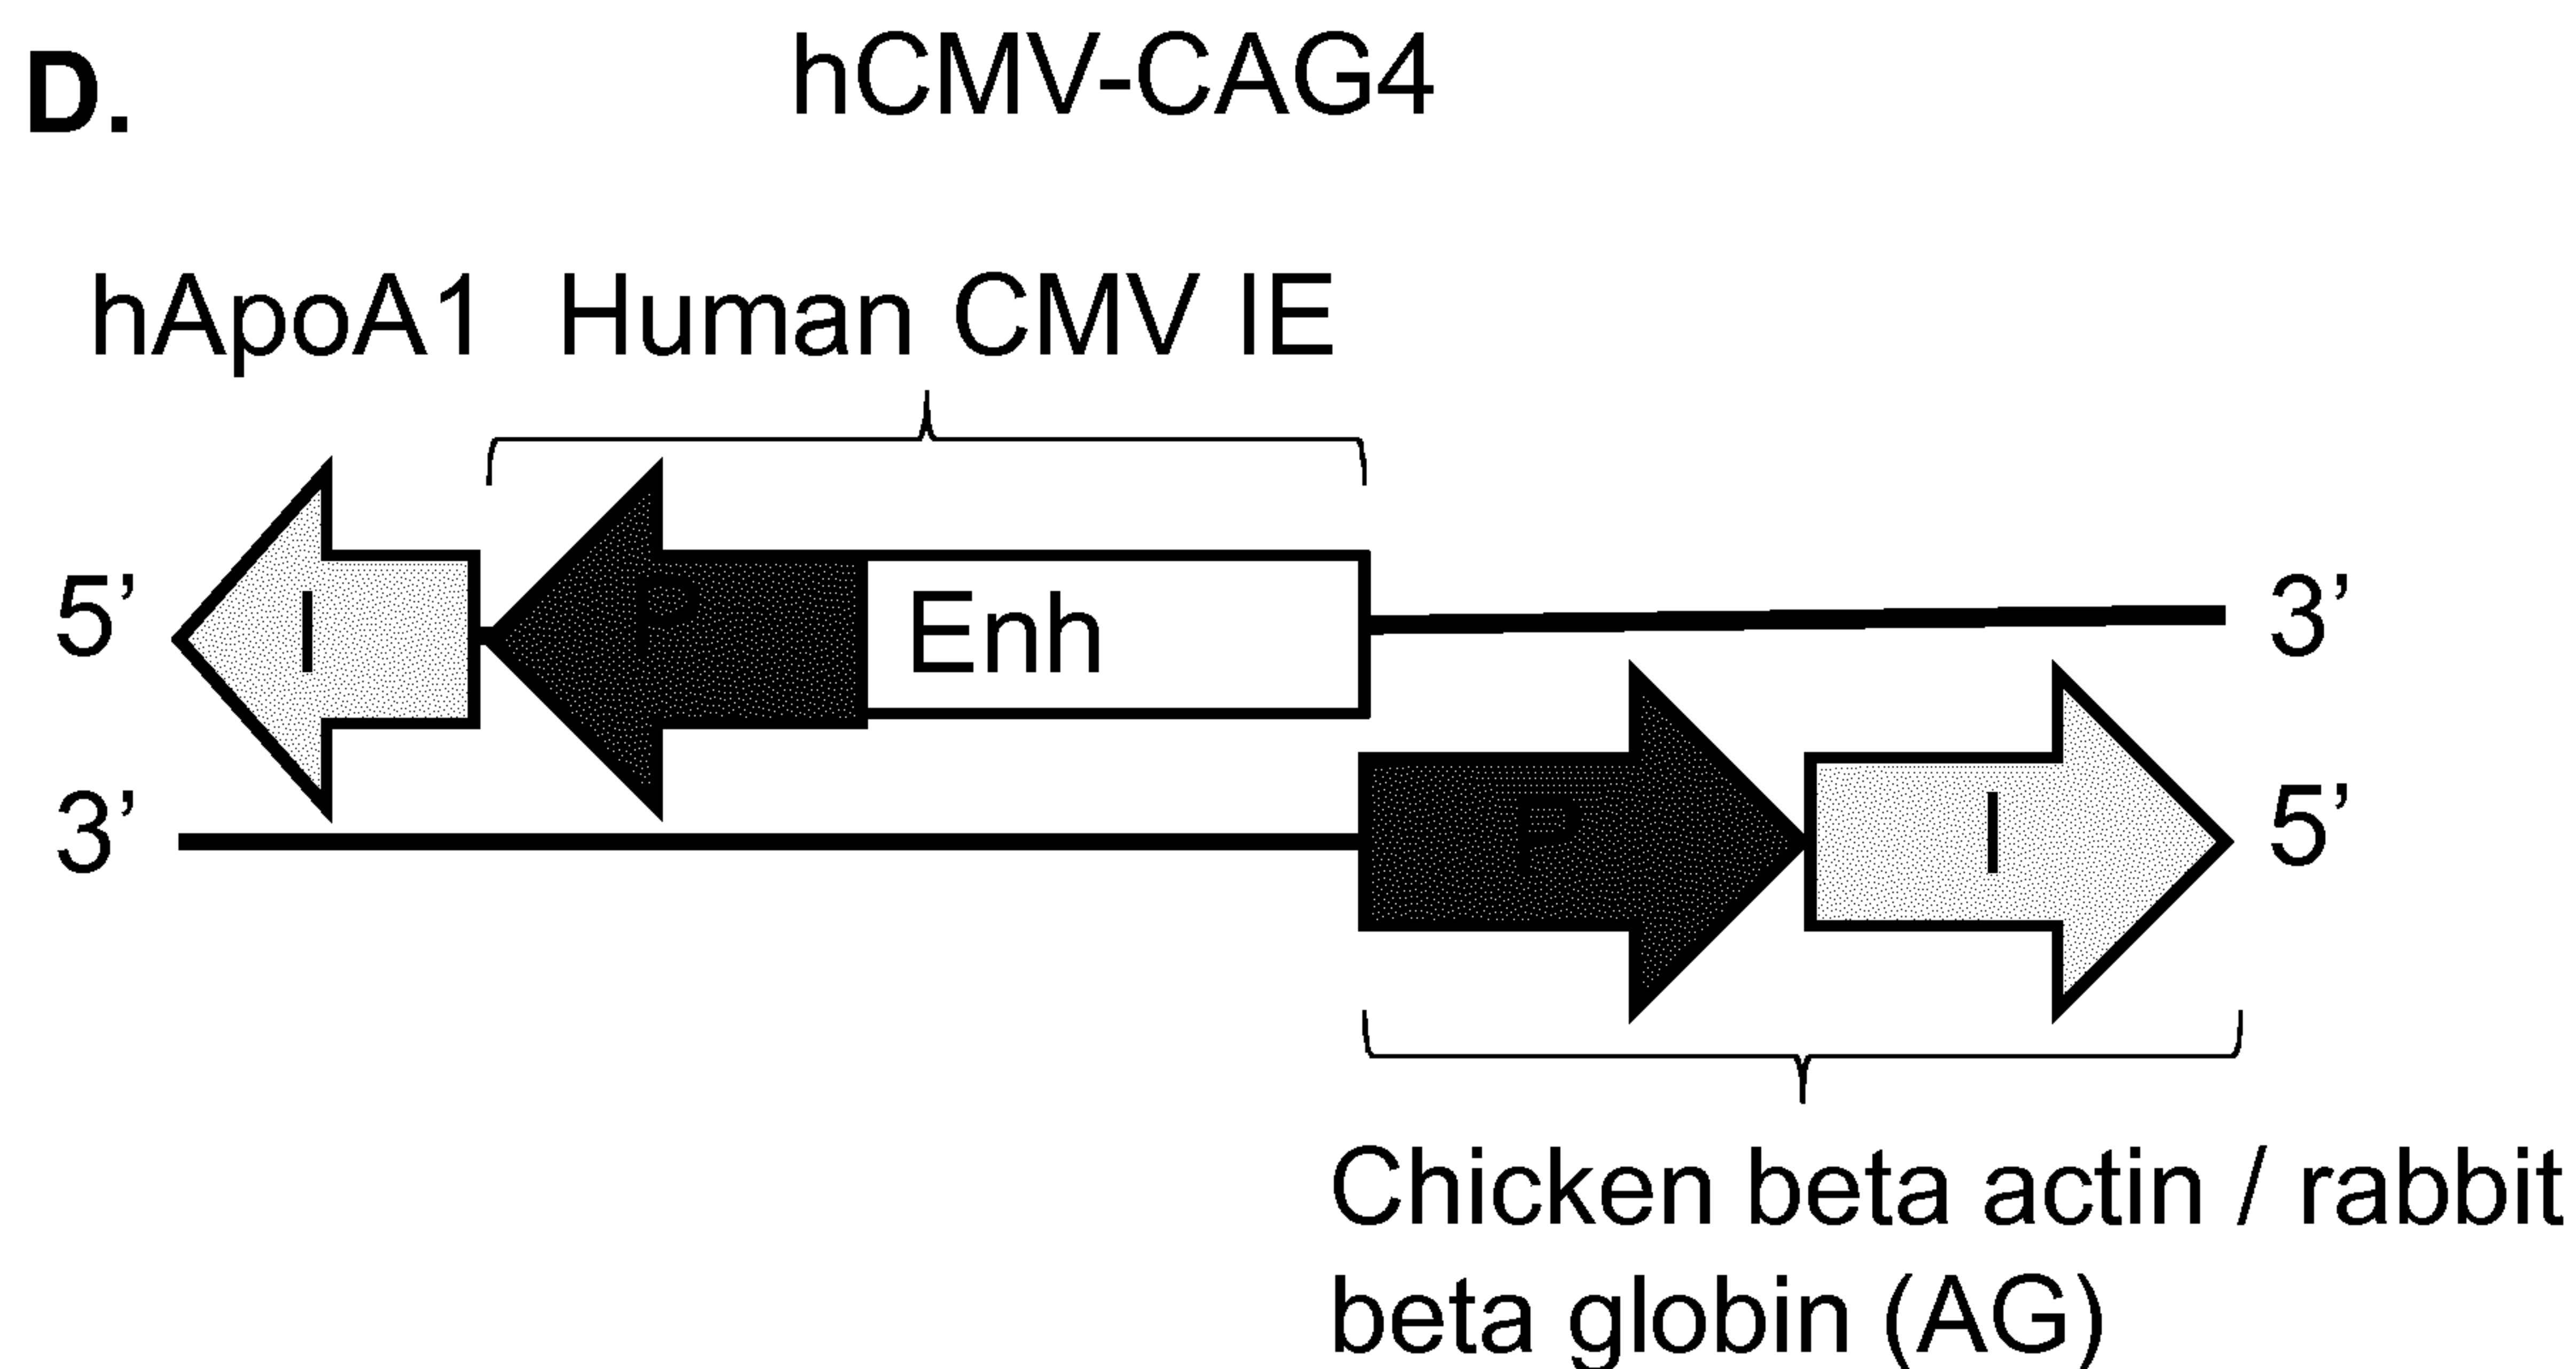 D.
hCMV-CAG4
hApoA1 Human CMV IE
5’ I P Enh 3’
3’ P I 5’
Chicken beta actin / rabbit
beta globin (AG)